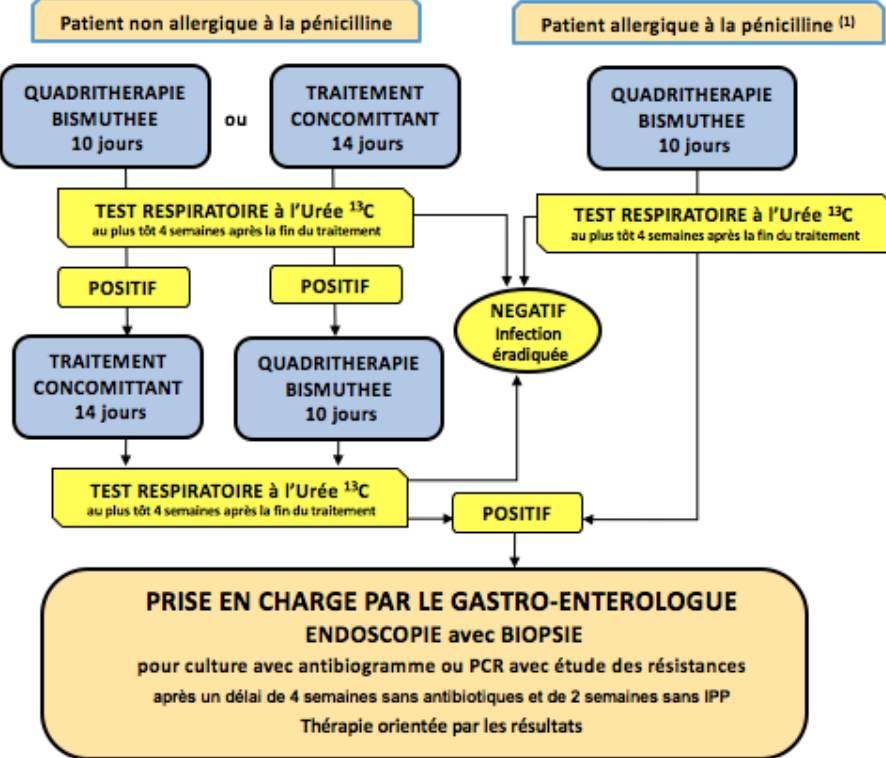 Patient non allergique à la pénicilline
Patient allergique à la pénicilline (1)
QUADRITHERAPIE
BISMUTHEE
10 jours
ou
TRAITEMENT
CONCOMITTANT
14 jours
QUADRITHERAPIE
BISMUTHEE
10 jours
TEST RESPIRATOIRE à l'Urée ¹³C
au plus tôt 4 semaines après la fin du traitement
TEST RESPIRATOIRE à l'Urée ¹³C
au plus tôt 4 semaines après la fin du traitement
POSITIF
POSITIF
NEGATIF
Infection
éradiquée
TRAITEMENT
CONCOMITTANT
14 jours
QUADRITHERAPIE
BISMUTHEE
10 jours
TEST RESPIRATOIRE à l'Urée ¹³C
au plus tôt 4 semaines après la fin du traitement
POSITIF
PRISE EN CHARGE PAR LE GASTRO-ENTEROLOGUE
ENDOSCOPIE avec BIOPSIE
pour culture avec antibiogramme ou PCR avec étude des résistances
après un délai de 4 semaines sans antibiotiques et de 2 semaines sans IPP
Thérapie orientée par les résultats